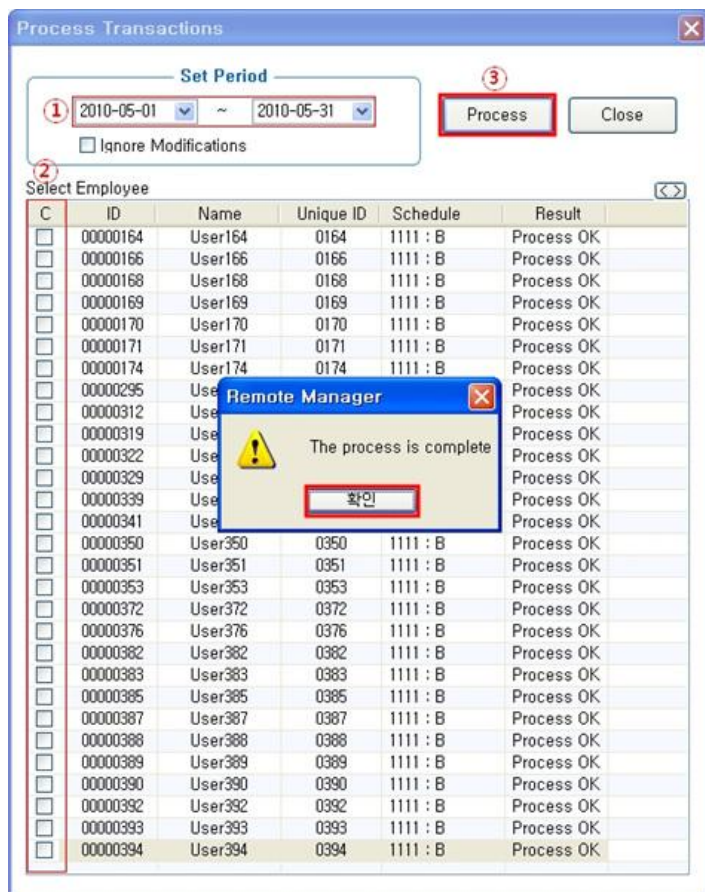 Process Transactions
Set Period
③
① 2010-05-01 ~ 2010-05-31
Process Close
Ignore Modifications
②
Select Employee <>
C ID Name Unique ID Schedule Result
00000164 User164 0164 1111 : B Process OK
00000166 User166 0166 1111 : B Process OK
00000168 User168 0168 1111 : B Process OK
00000169 User169 0169 1111 : B Process OK
00000170 User170 0170 1111 : B Process OK
00000171 User171 0171 1111 : B Process OK
00000174 User174 0174 1111 : B Process OK
00000295 Use Process OK
00000312 Use Process OK
00000319 Use Process OK
00000322 Use Process OK
00000329 Use Process OK
00000339 Use Process OK
00000341 Use Process OK
Remote Manager
The process is complete
확인
00000350 User350 0350 1111 : B Process OK
00000351 User351 0351 1111 : B Process OK
00000353 User353 0353 1111 : B Process OK
00000372 User372 0372 1111 : B Process OK
00000376 User376 0376 1111 : B Process OK
00000382 User382 0382 1111 : B Process OK
00000383 User383 0383 1111 : B Process OK
00000385 User385 0385 1111 : B Process OK
00000387 User387 0387 1111 : B Process OK
00000388 User388 0388 1111 : B Process OK
00000389 User389 0389 1111 : B Process OK
00000390 User390 0390 1111 : B Process OK
00000392 User392 0392 1111 : B Process OK
00000393 User393 0393 1111 : B Process OK
00000394 User394 0394 1111 : B Process OK